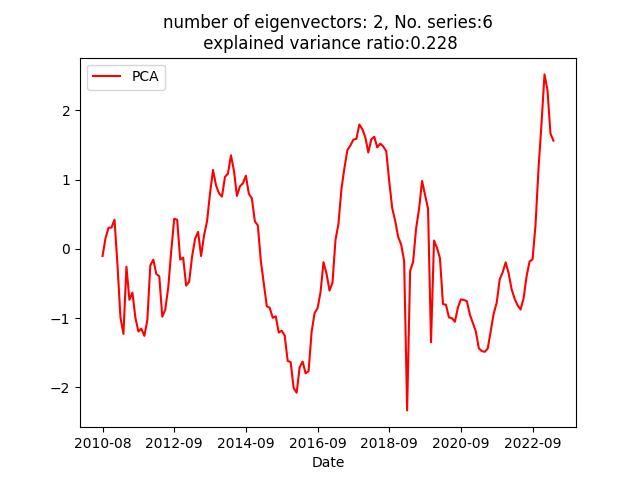 number of eigenvectors: 2, No. series:6
explained variance ratio:0.228
PCA
2
1
0
−1
−2
2010-08 2012-09 2014-09 2016-09 2018-09 2020-09 2022-09
Date